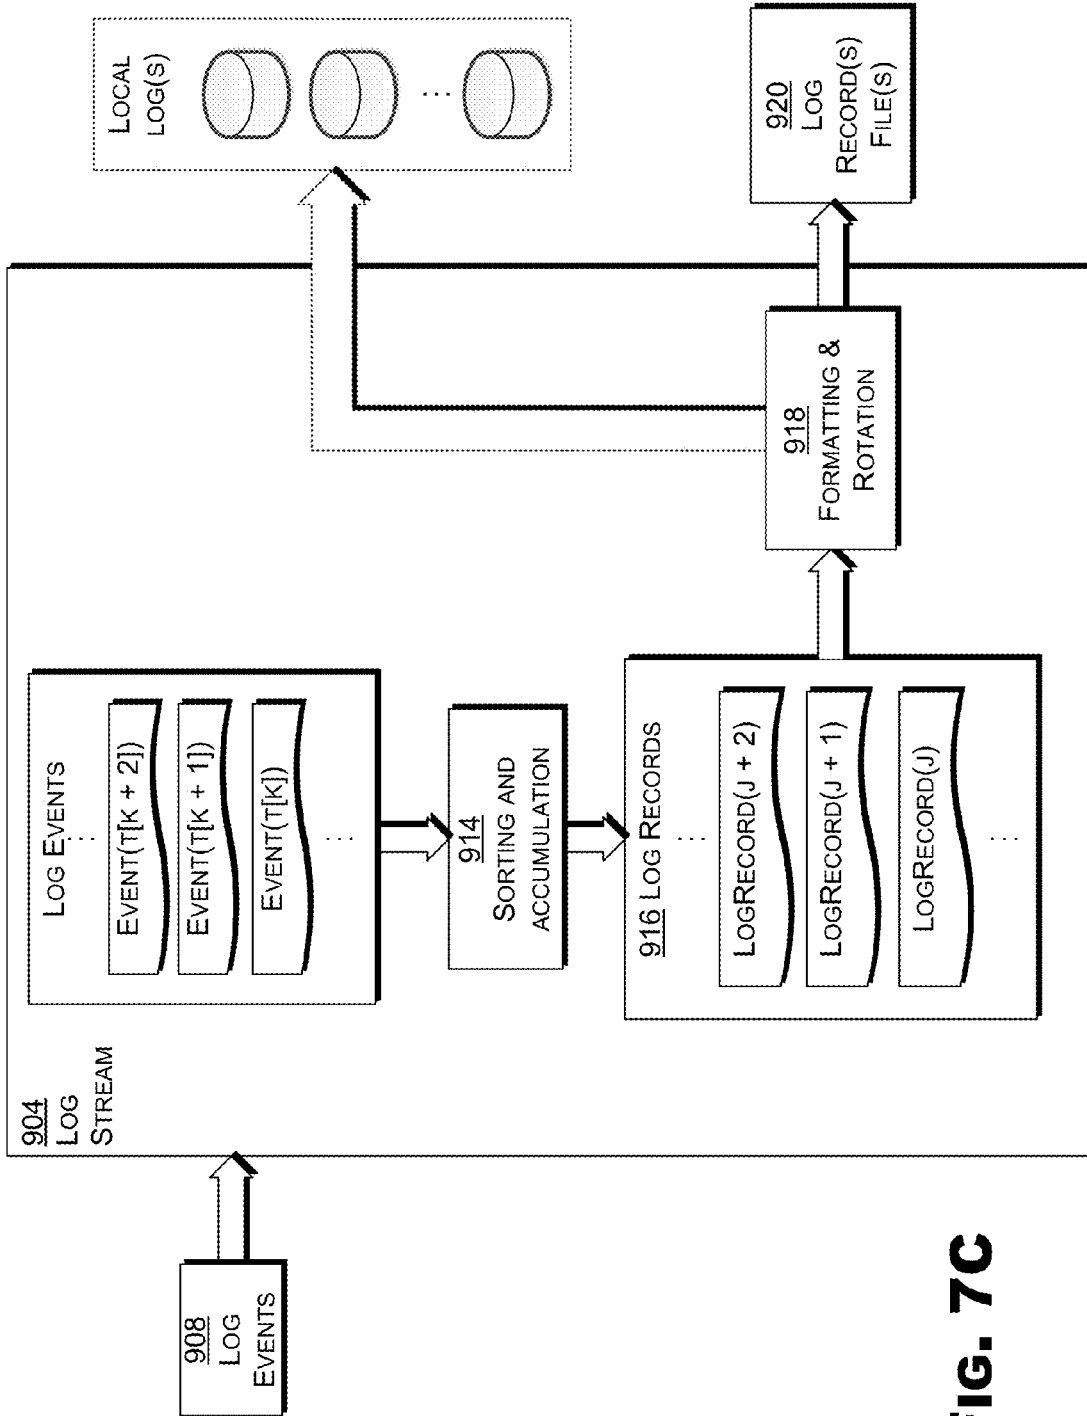 908
LOG
EVENTS
904
LOG
STREAM
LOG EVENTS
...
EVENT(T[K + 2])
EVENT(T[K + 1])
EVENT(T[K])
...
914
SORTING AND
ACCUMULATION
916 LOG RECORDS
...
LOGRECORD(J + 2)
LOGRECORD(J + 1)
LOGRECORD(J)
...
918
FORMATTING &
ROTATION
LOCAL
LOG(S)
...
920
LOG
RECORD(S)
FILE(S)
FIG. 7C